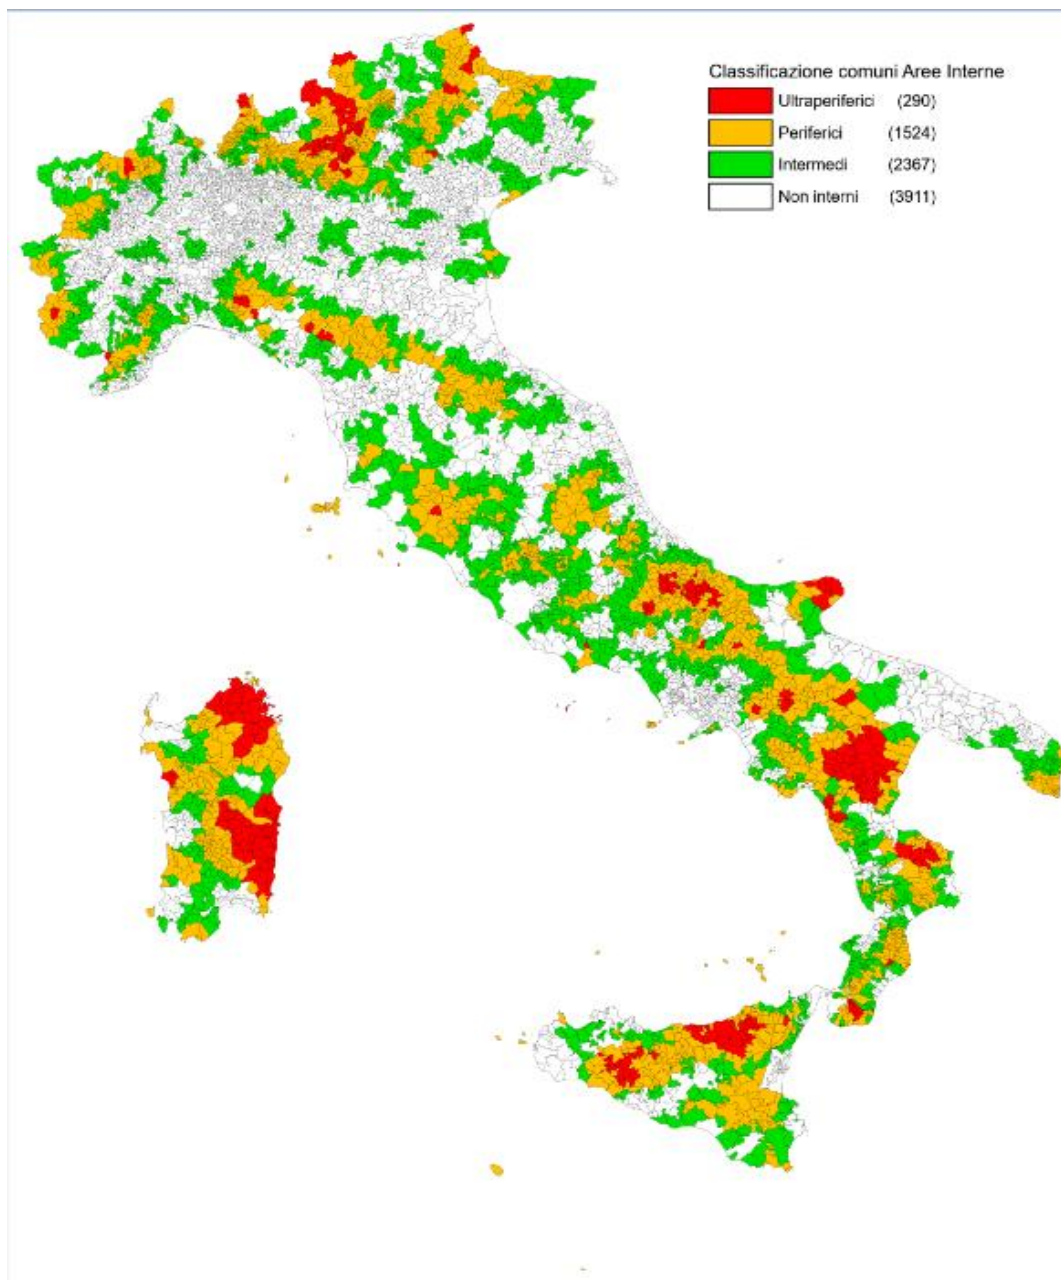 Classificazione comuni Aree Interne
Ultraperiferici (290)
Periferici (1524)
Intermedi (2367)
Non interni (3911)